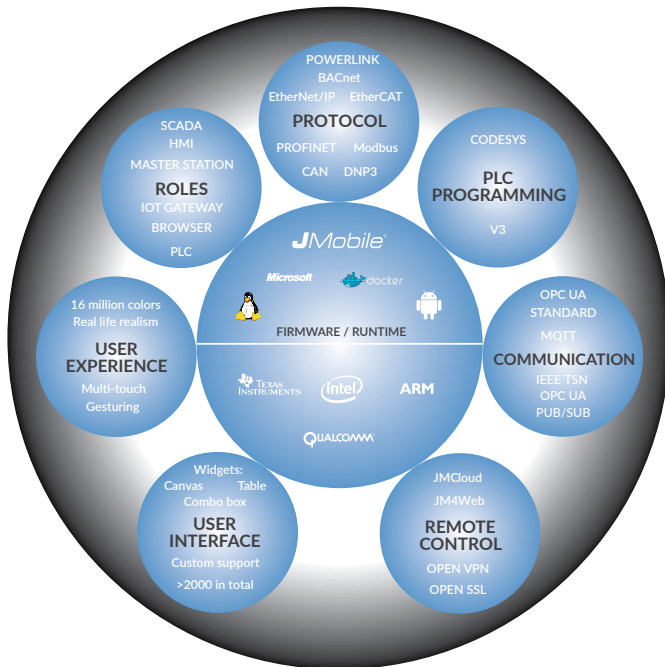 POWERLINK
BACnet
EtherNet/IP EtherCAT
PROTOCOL
PROFINET Modbus
CAN DNP3
SCADA
HMI
MASTER STATION
ROLES
IOT GATEWAY
BROWSER
PLC
CODESYS
PLC
PROGRAMMING
V3
JMobile®
Microsoft
docker
FIRMWARE / RUNTIME
TEXAS
INSTRUMENTS
intel
ARM
QUALCOMM
16 million colors
Real life realism
USER
EXPERIENCE
Multi-touch
Gesturing
OPC UA
STANDARD
MQTT
COMMUNICATION
IEEE TSN
OPC UA
PUB/SUB
Widgets:
Canvas Table
Combo box
USER
INTERFACE
Custom support
>2000 in total
JMCloud
JM4Web
REMOTE
CONTROL
OPEN VPN
OPEN SSL